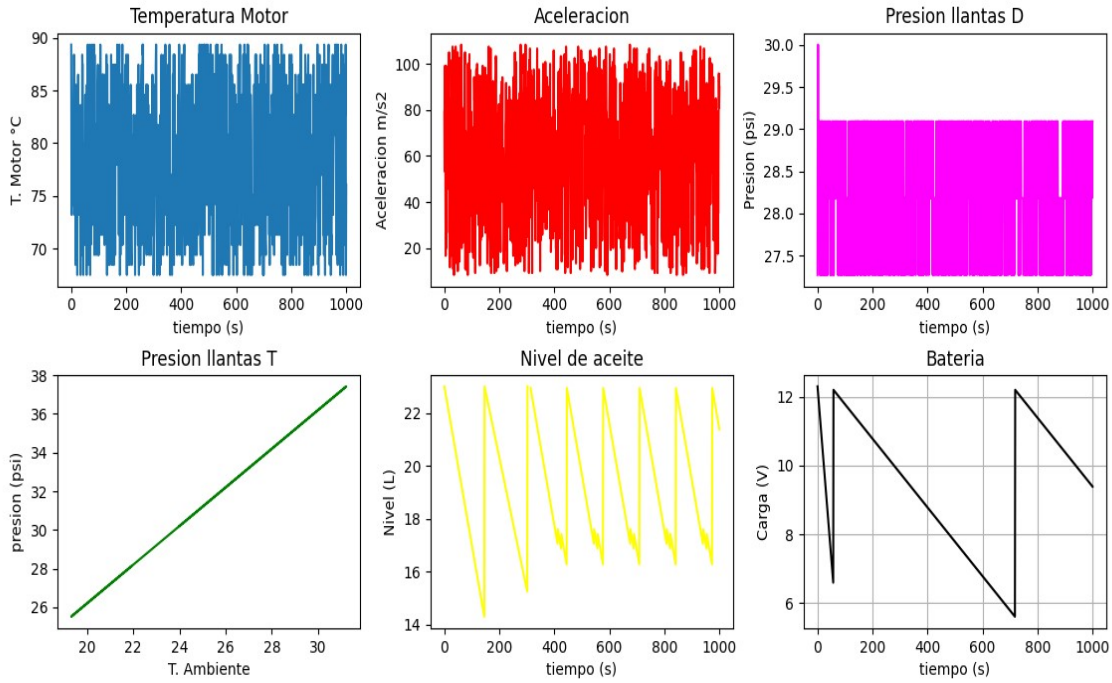 Temperatura Motor
T. Motor °C
90
85
80
75
70
0 200 400 600 800 1000
tiempo (s)
Aceleracion
Aceleracion m/s2
100
80
60
40
20
0 200 400 600 800 1000
tiempo (s)
Presion llantas D
Presion (psi)
30.0
29.5
29.0
28.5
28.0
27.5
0 200 400 600 800 1000
tiempo (s)
Presion llantas T
presion (psi)
38
36
34
32
30
28
26
20 22 24 26 28 30
T. Ambiente
Nivel de aceite
Nivel (L)
22
20
18
16
14
0 200 400 600 800 1000
tiempo (s)
Bateria
Carga (V)
12
10
8
6
0 200 400 600 800 1000
tiempo (s)